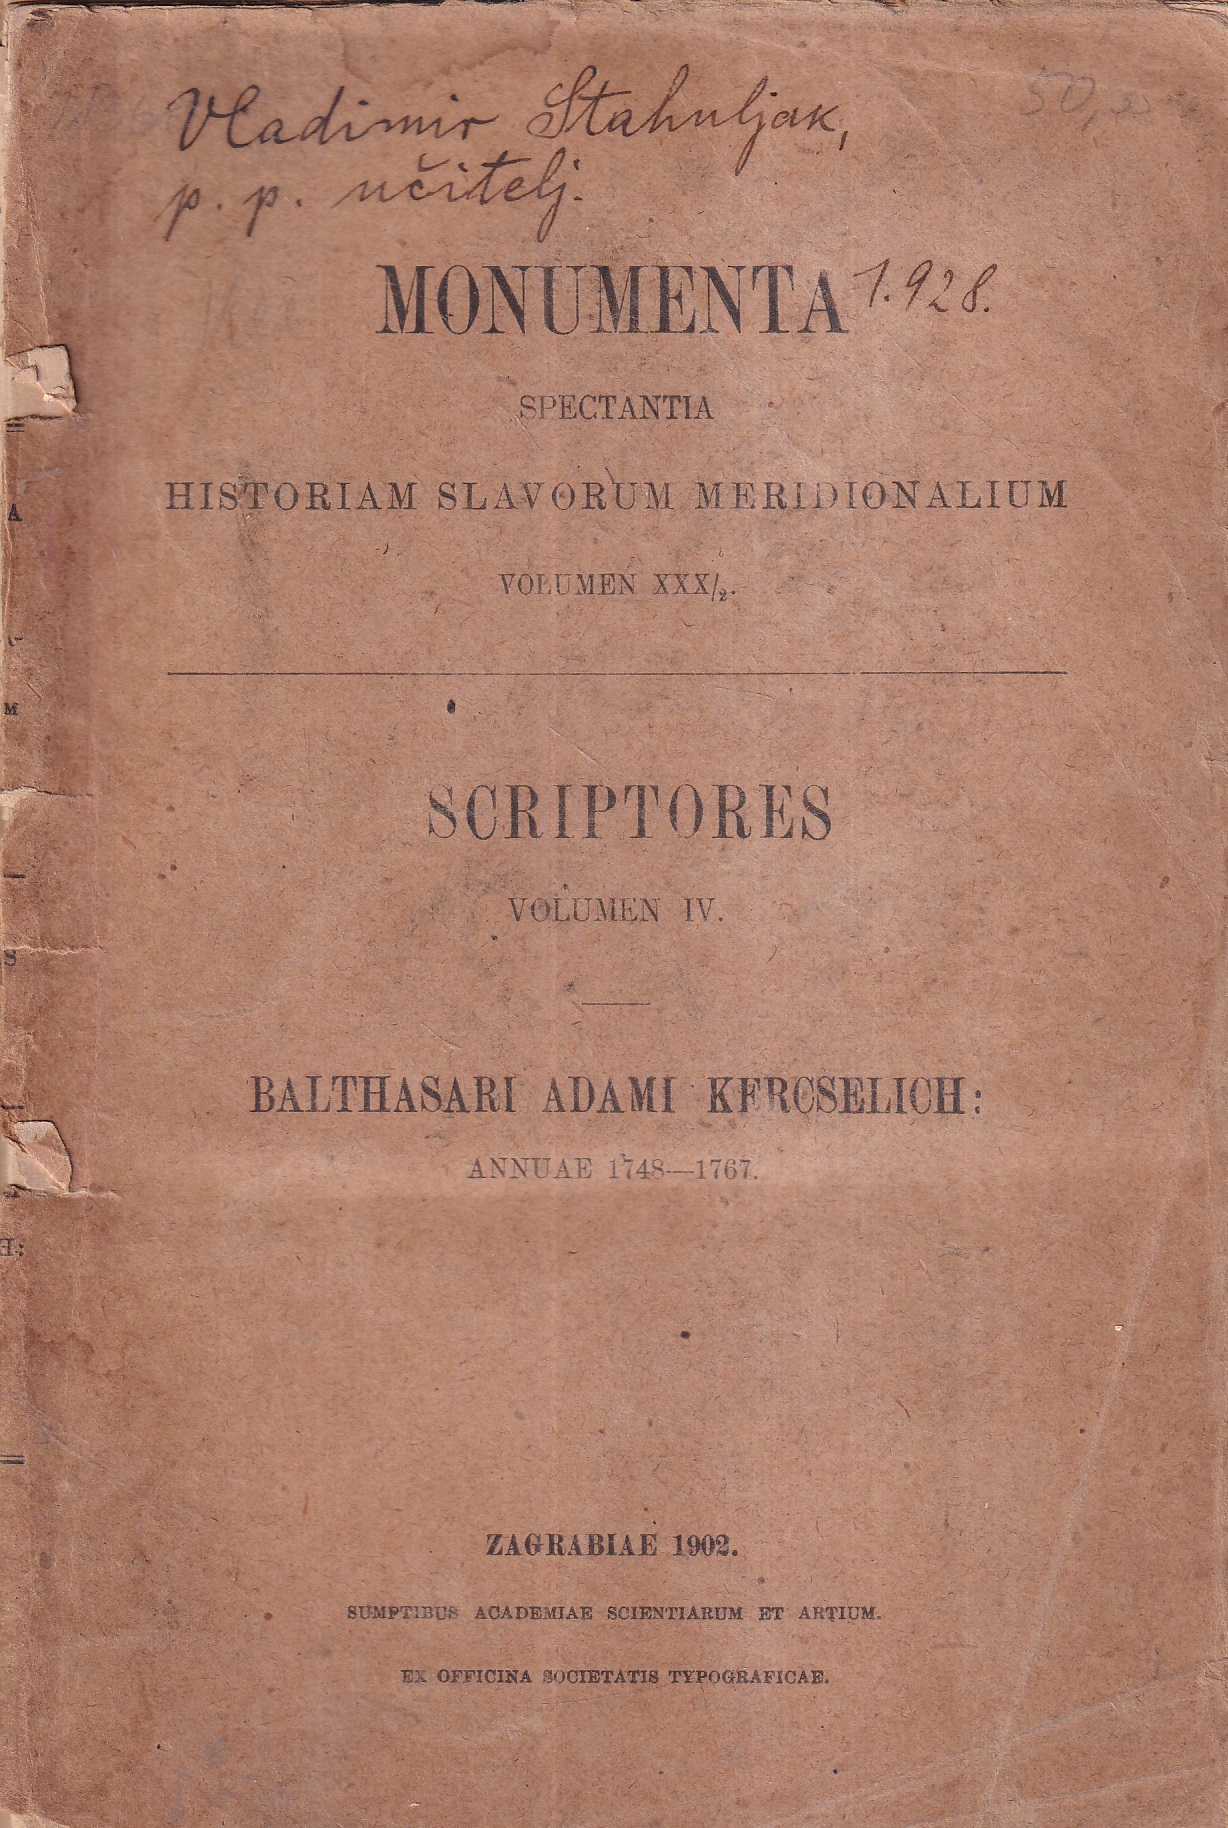 Vladimir Stahuljak,
p. p. učitelj.
MONUMENTA 1.928.
SPECTANTIA
HISTORIAM SLAVORUM MERIDIONALIUM
VOLUMEN XXX/2.
SCRIPTORES
VOLUMEN IV.
BALTHASARI ADAMI KERCSELICH:
ANNUAE 1748—1767.
ZAGRABIAE 1902.
SUMPTIBUS ACADEMIAE SCIENTIARUM ET ARTIUM.
EX OFFICINA SOCIETATIS TYPOGRAFICAE.